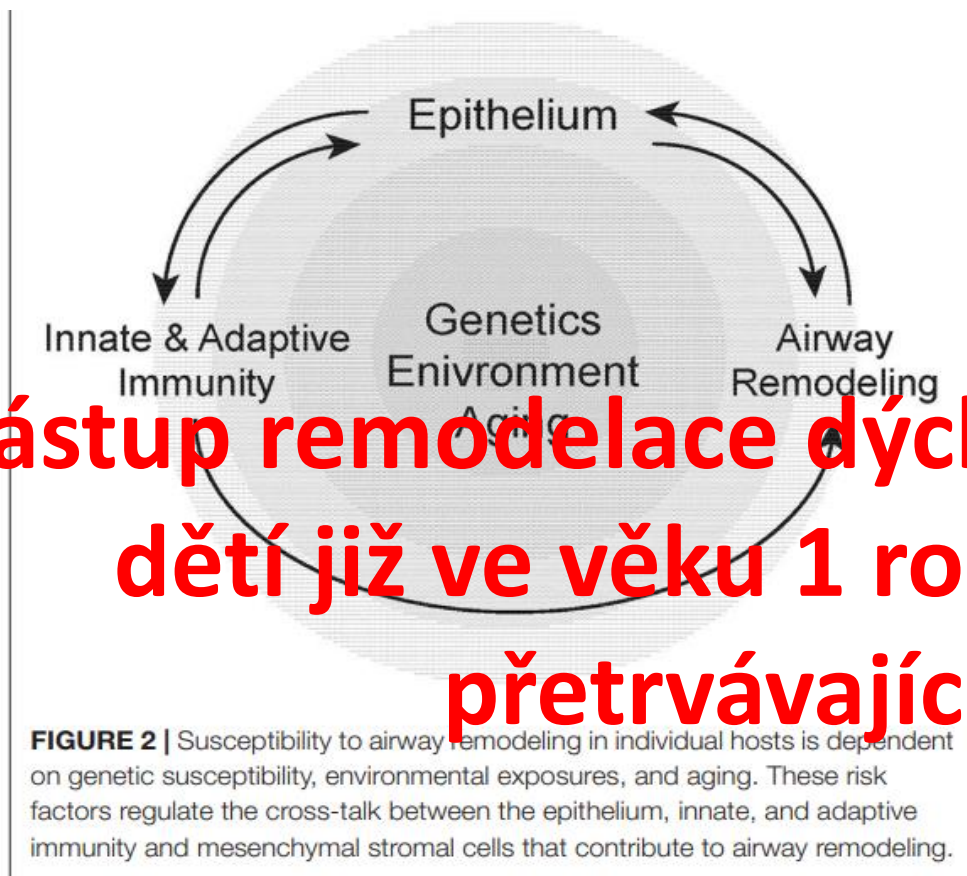 Epithelium
Innate & Adaptive
Immunity
Genetics
Enivronment
Aging
Airway
Remodeling
ástup remodelace dých
dětí již ve věku 1 ro
přetrvávajíc
FIGURE 2 | Susceptibility to airway remodeling in individual hosts is dependent
on genetic susceptibility, environmental exposures, and aging. These risk
factors regulate the cross-talk between the epithelium, innate, and adaptive
immunity and mesenchymal stromal cells that contribute to airway remodeling.